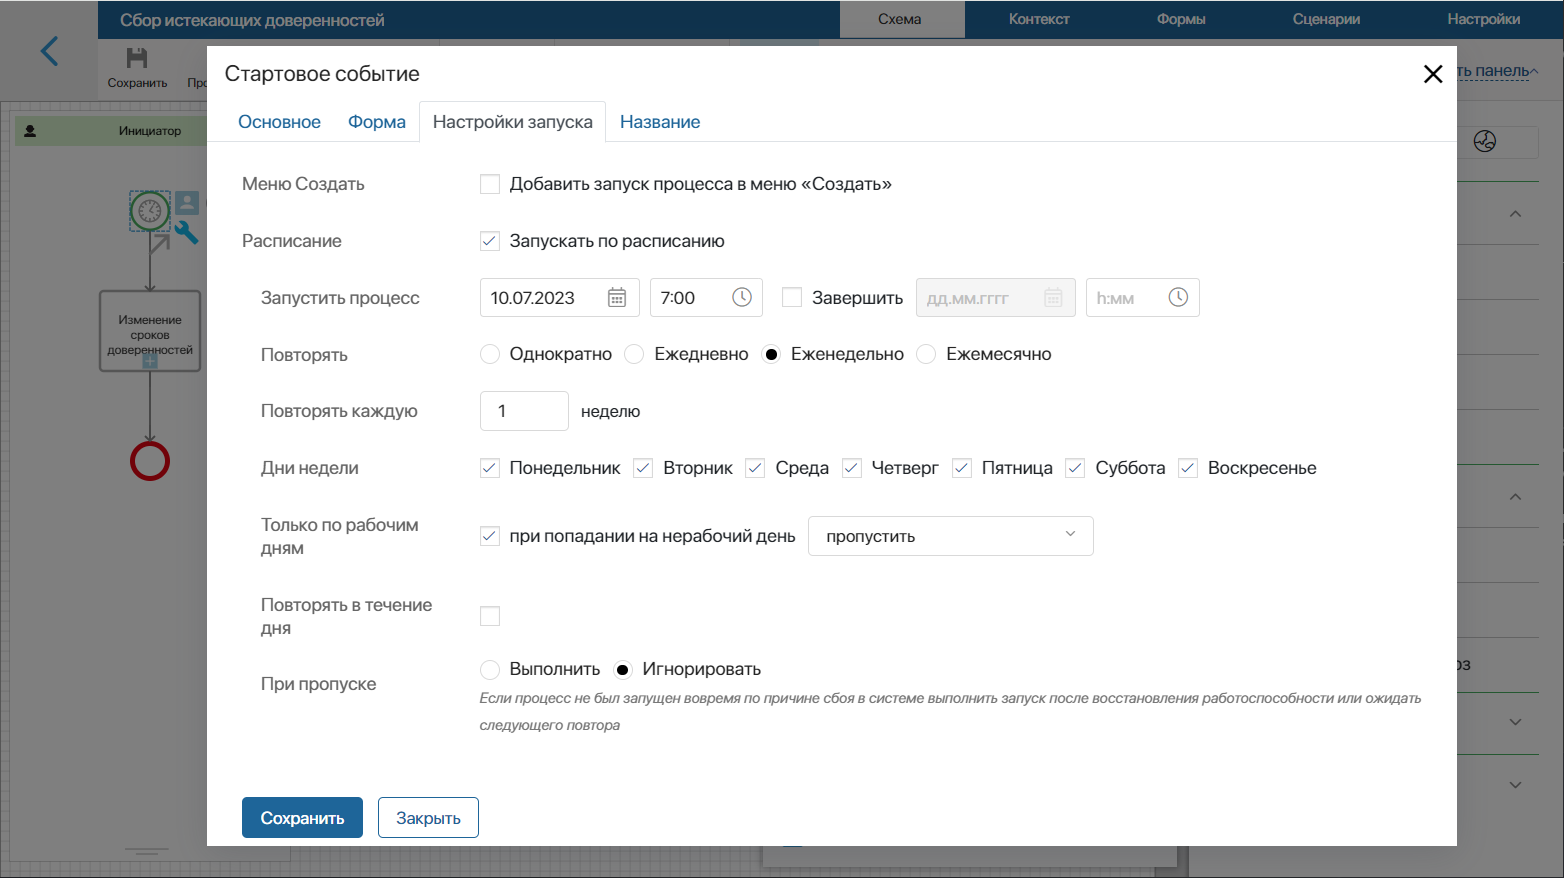 Сбор истекающих доверенностей
Схема
Контекст
Формы
Сценарии
Настройки
Сохранить
ть панель
Инициатор
Изменение
сроков
доверенностей
Стартовое событие
Основное
Форма
Настройки запуска
Название
Меню Создать
Добавить запуск процесса в меню «Создать»
Расписание
Запускать по расписанию
Запустить процесс
10.07.2023
7:00
Завершить
дд.мм.гггг
h:мм
Повторять
Однократно
Ежедневно
Еженедельно
Ежемесячно
Повторять каждую
1
неделю
Дни недели
Понедельник
Вторник
Среда
Четверг
Пятница
Суббота
Воскресенье
Только по рабочим
дням
при попадании на нерабочий день
пропустить
Повторять в течение
дня
При пропуске
Выполнить
Игнорировать
Если процесс не был запущен вовремя по причине сбоя в системе выполнить запуск после восстановления работоспособности или ожидать
следующего повтора
Сохранить
Закрыть